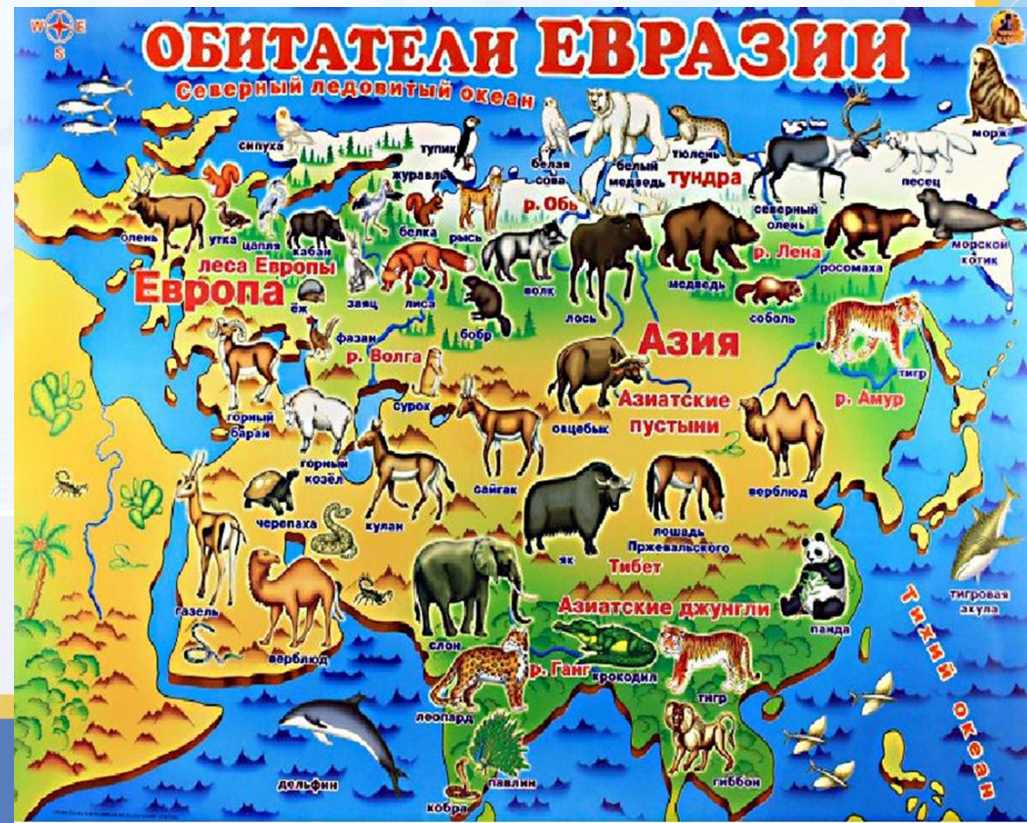 W E
S
ОБИТАТЕЛИ ЕВРАЗИИ
Северный ледовитый океан
морж
сипуха
тупик
белая
сова
белый
медведь
тюлень
тундра
песец
журавль
р. Обь
северный
олень
олень
утка
цапля
кабан
белка
рысь
морской
котик
леса Европы
р. Лена
росомаха
Европа
ёж
заяц
лиса
волк
медведь
лось
соболь
фазан
бобр
Азия
р. Волга
тигр
сурок
Азиатские
пустыни
р. Амур
горный
баран
овцебык
горный
козёл
сайгак
верблюд
черепаха
кулан
лошадь
Пржевальского
як
Тибет
тигровая
акула
газель
Азиатские джунгли
панда
Тихий океан
слон
верблюд
р. Ганг
крокодил
тигр
леопард
дельфин
павлин
гиббон
кобра